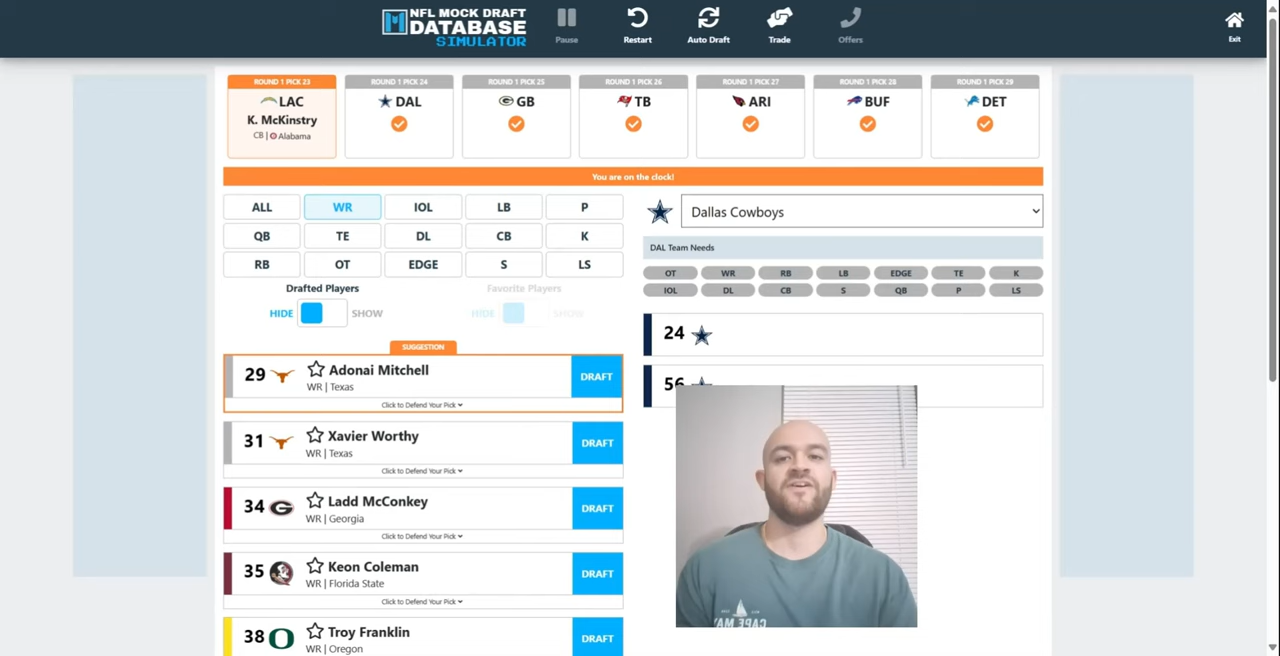 NFL MOCK DRAFT
DATABASE
SIMULATOR
Pause
Restart
Auto Draft
Trade
Offers
Exit
ROUND 1 PICK 23
LAC
K. McKinstry
CB | Alabama
ROUND 1 PICK 24
DAL
ROUND 1 PICK 25
GB
ROUND 1 PICK 26
TB
ROUND 1 PICK 27
ARI
ROUND 1 PICK 28
BUF
ROUND 1 PICK 29
DET
You are on the clock!
ALL WR IOL LB P
QB TE DL CB K
RB OT EDGE S LS
Drafted Players
HIDE SHOW
Favorite Players
HIDE SHOW
SUGGESTION
29 Adonai Mitchell
WR | Texas
DRAFT
Click to Defend Your Pick
31 Xavier Worthy
WR | Texas
DRAFT
Click to Defend Your Pick
34 Ladd McConkey
WR | Georgia
DRAFT
Click to Defend Your Pick
35 Keon Coleman
WR | Florida State
DRAFT
Click to Defend Your Pick
38 Troy Franklin
WR | Oregon
DRAFT
Dallas Cowboys
DAL Team Needs
OT WR RB LB EDGE TE K
IOL DL CB S QB P LS
24
56
CAPE MA